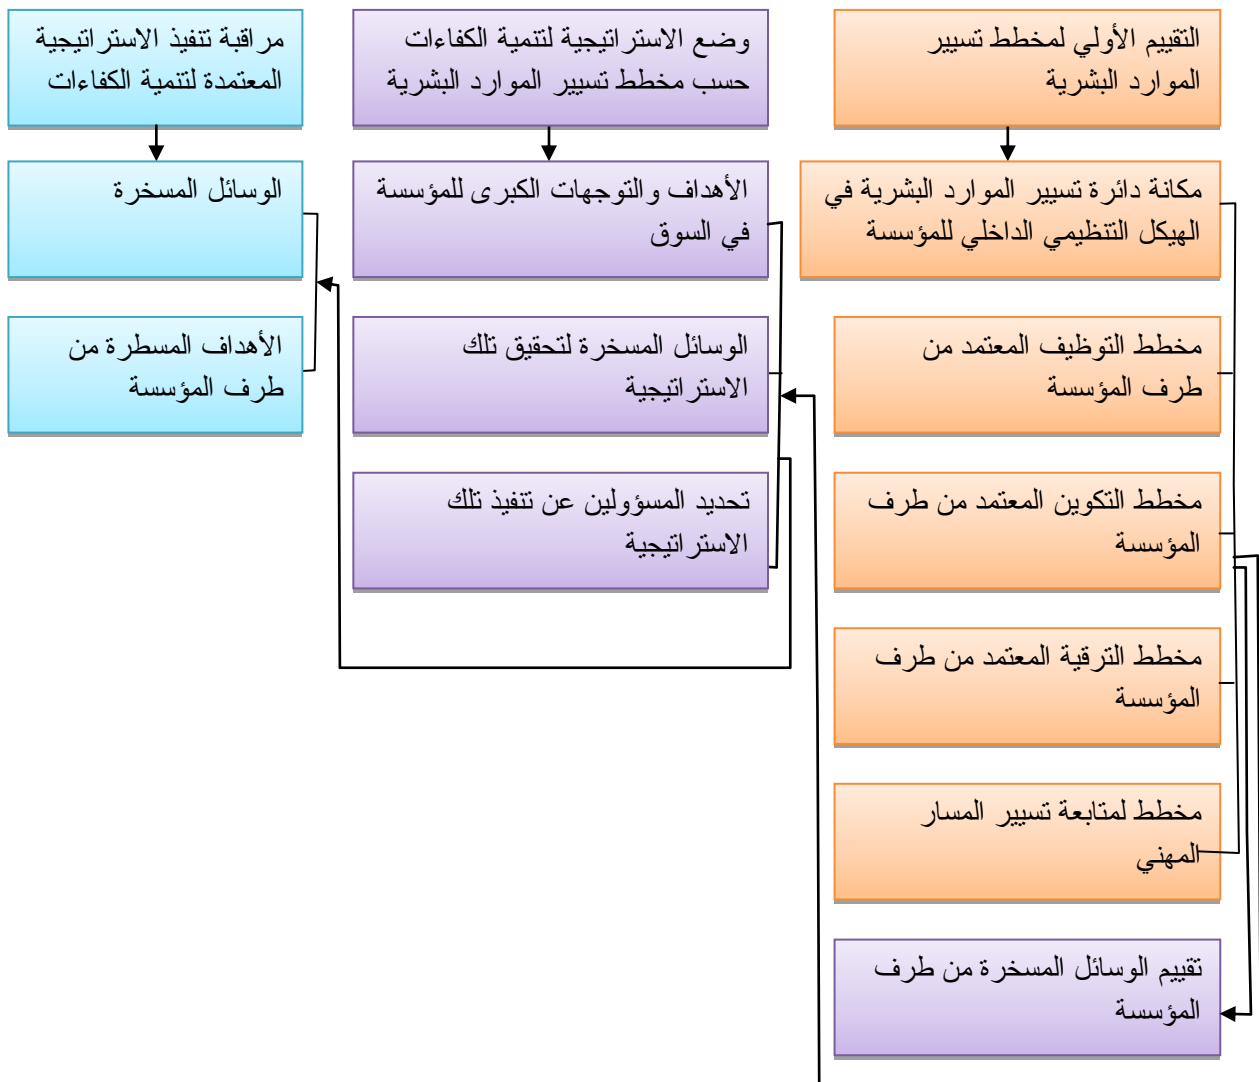 التقييم الأولي لمخطط تسيير
الموارد البشرية
مكانة دائرة تسيير الموارد البشرية في
الهيكل التنظيمي الداخلي للمؤسسة
مخطط التوظيف المعتمد من
طرف المؤسسة
مخطط التكوين المعتمد من طرف
المؤسسة
مخطط الترقية المعتمد من طرف
المؤسسة
مخطط لمتابعة تسيير المسار
المهني
تقييم الوسائل المسخرة من طرف
المؤسسة
وضع الاستراتيجية لتنمية الكفاءات
حسب مخطط تسيير الموارد البشرية
الأهداف والتوجهات الكبرى للمؤسسة
في السوق
الوسائل المسخرة لتحقيق تلك
الاستراتيجية
تحديد المسؤولين عن تنفيذ تلك
الاستراتيجية
مراقبة تنفيذ الاستراتيجية
المعتمدة لتنمية الكفاءات
الوسائل المسخرة
الأهداف المسطرة من
طرف المؤسسة